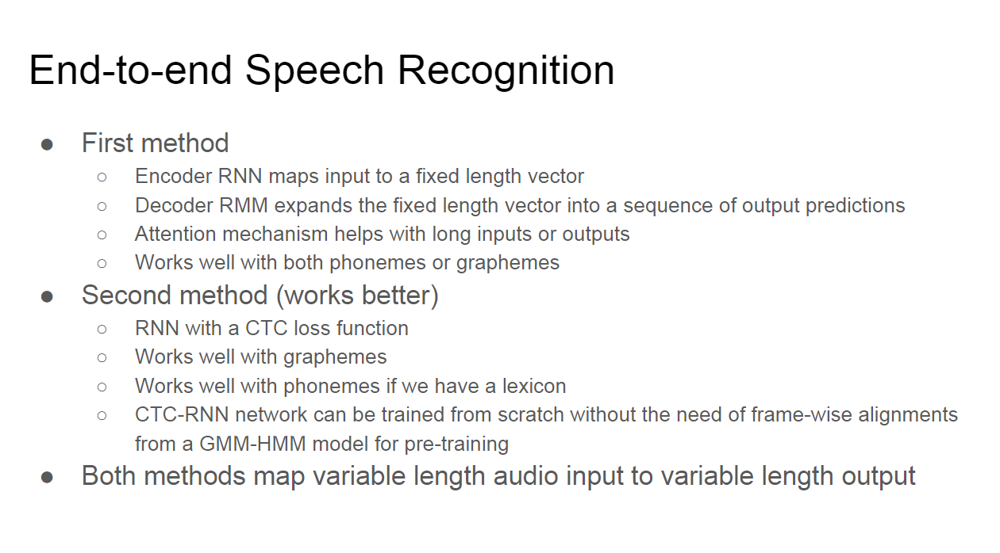 End-to-end Speech Recognition
● First method
○ Encoder RNN maps input to a fixed length vector
○ Decoder RMM expands the fixed length vector into a sequence of output predictions
○ Attention mechanism helps with long inputs or outputs
○ Works well with both phonemes or graphemes
● Second method (works better)
○ RNN with a CTC loss function
○ Works well with graphemes
○ Works well with phonemes if we have a lexicon
○ CTC-RNN network can be trained from scratch without the need of frame-wise alignments
from a GMM-HMM model for pre-training
● Both methods map variable length audio input to variable length output